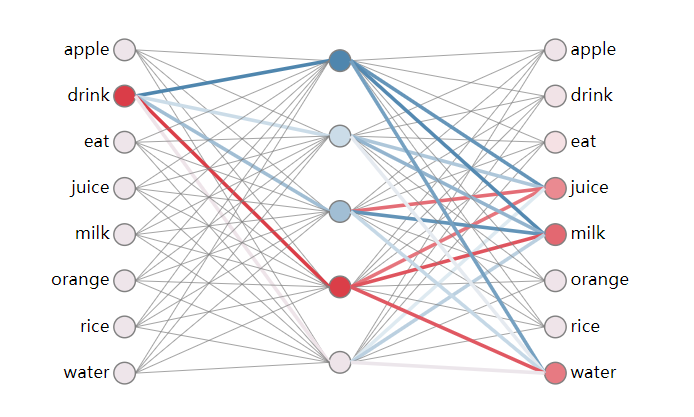 apple
drink
eat
juice
milk
orange
rice
water
apple
drink
eat
juice
milk
orange
rice
water